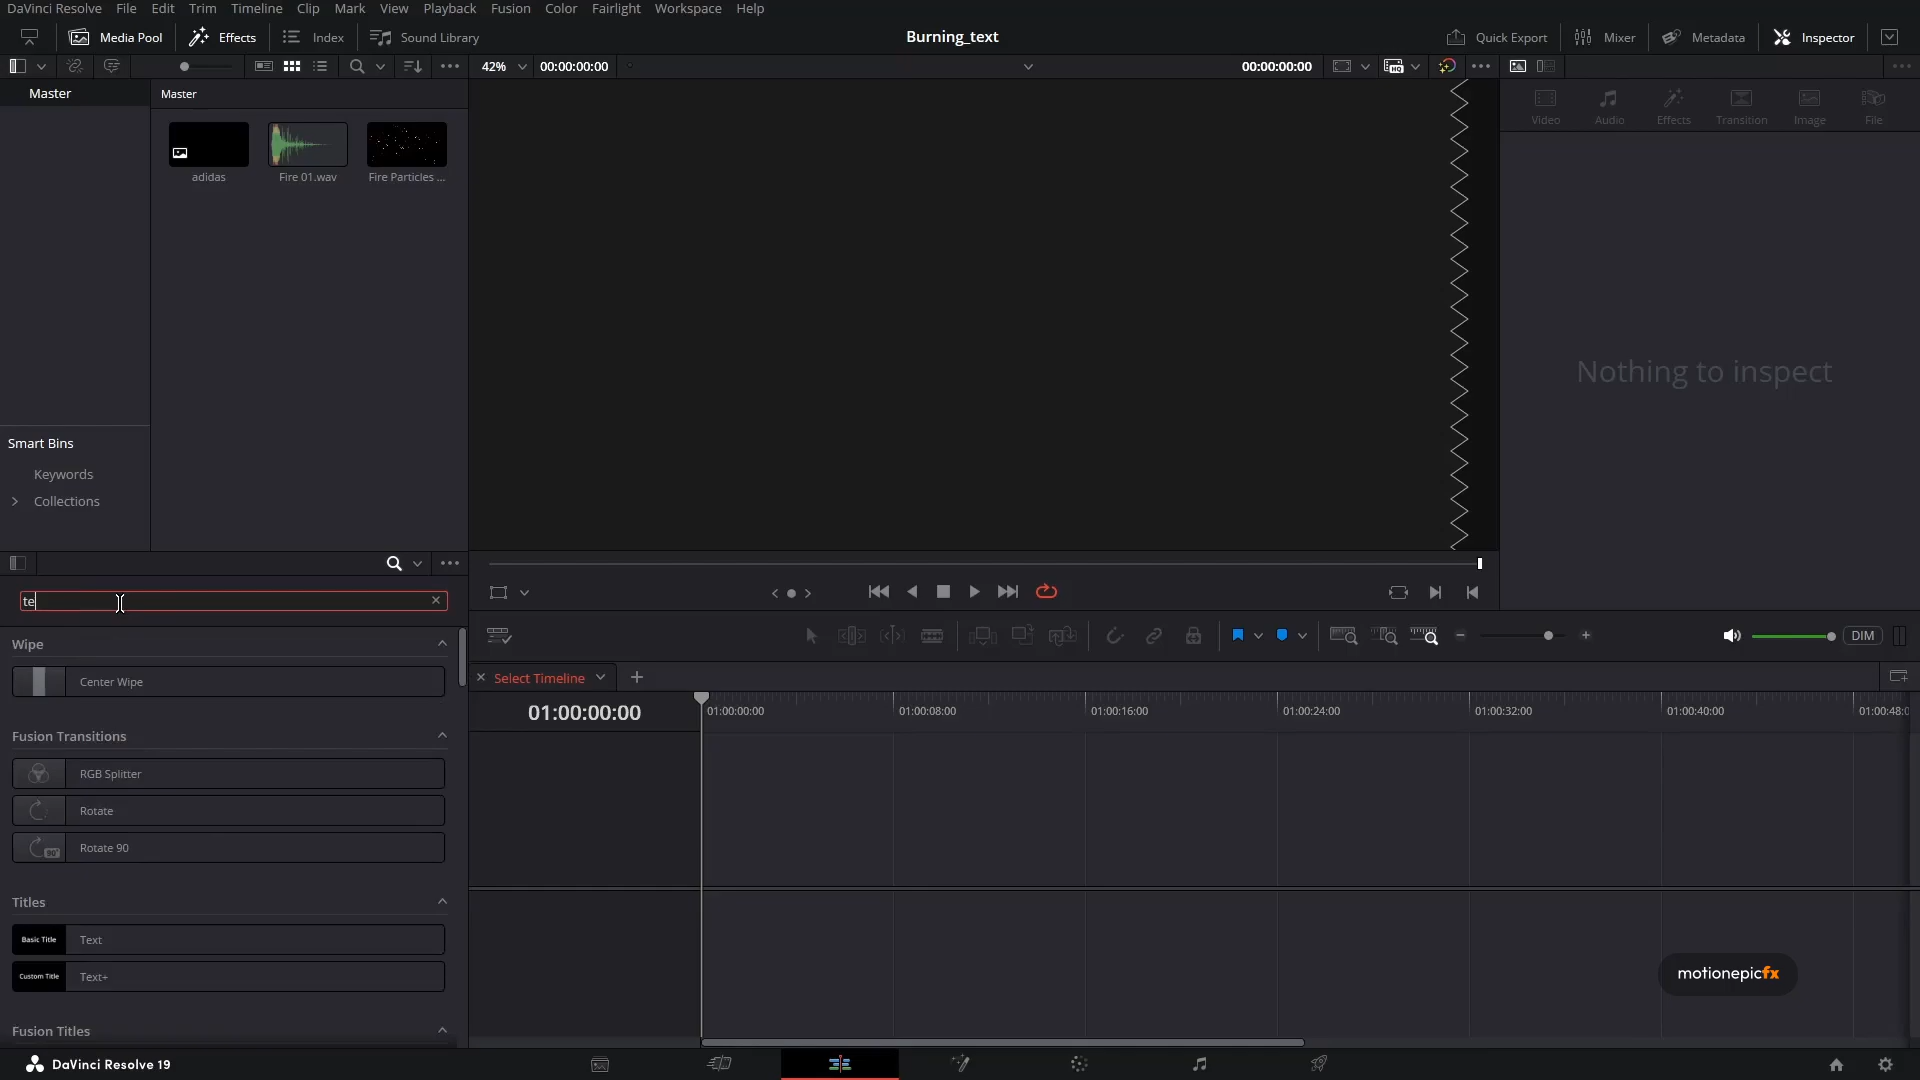 DaVinci Resolve File Edit Trim Timeline Clip Mark View Playback Fusion Color Fairlight Workspace Help
Media Pool Effects Index Sound Library Burning_text Quick Export Mixer Metadata Inspector
42% 00:00:00:00 00:00:00:00
Master Master
Video Audio Effects Transition Image File
adidas Fire 01.wav Fire Particles ...
Nothing to inspect
Smart Bins
Keywords
Collections
te
Wipe
DIM
Center Wipe
Select Timeline
01:00:00:00 01:00:00:00 01:00:08:00 01:00:16:00 01:00:24:00 01:00:32:00 01:00:40:00 01:00:48:0
Fusion Transitions
RGB Splitter
Rotate
90°
Rotate 90
Titles
Basic Title Text
Custom Title Text+
motionepicfx
Fusion Titles
DaVinci Resolve 19